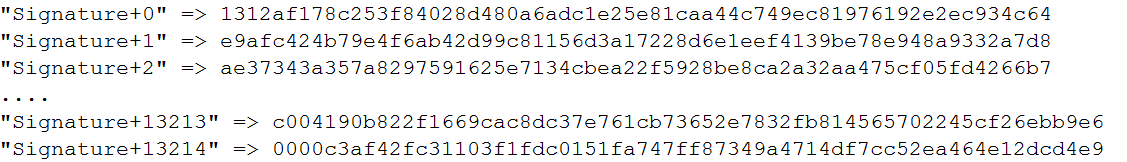 "Signature+0" => 1312af178c253f84028d480a6adc1e25e81caa44c749ec81976192e2ec934c64
"Signature+1" => e9afc424b79e4f6ab42d99c81156d3a17228d6e1eef4139be78e948a9332a7d8
"Signature+2" => ae37343a357a8297591625e7134cbea22f5928be8ca2a32aa475cf05fd4266b7
....
"Signature+13213" => c004190b822f1669cac8dc37e761cb73652e7832fb814565702245cf26ebb9e6
"Signature+13214" => 0000c3af42fc31103f1fdc0151fa747ff87349a4714df7cc52ea464e12dcd4e9